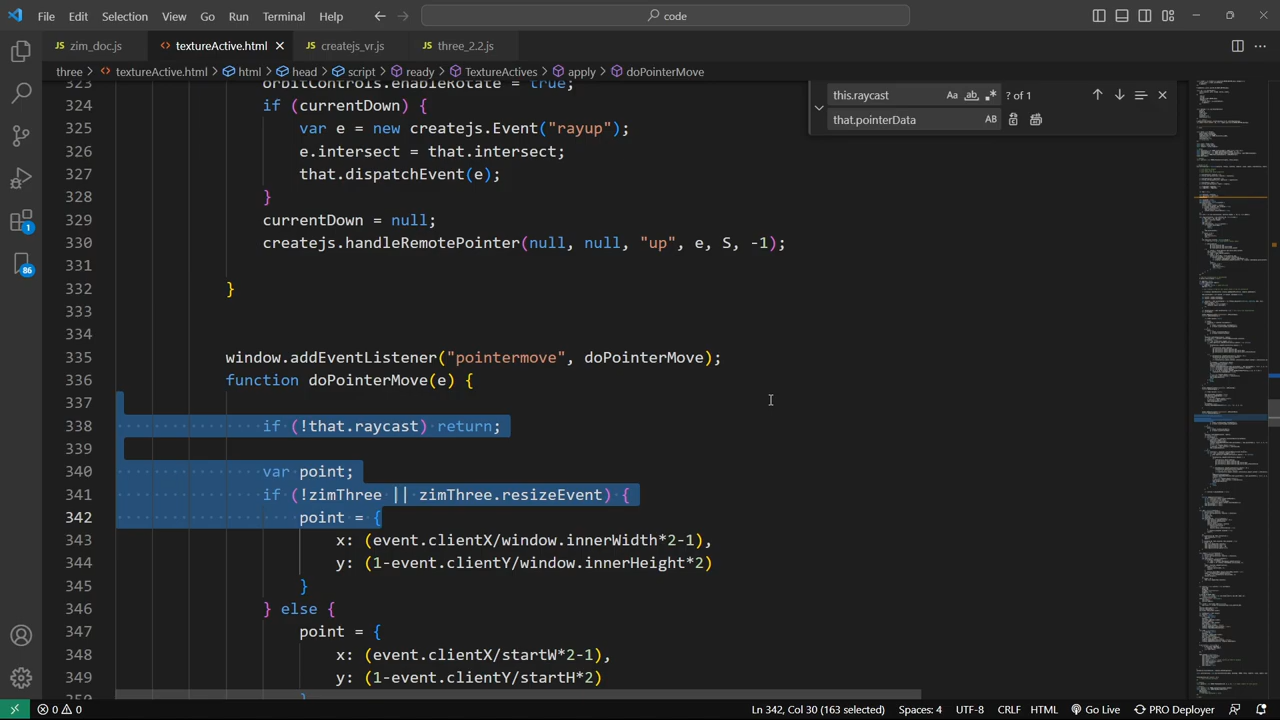 File Edit Selection View Go Run Terminal Help code
zim_doc.js textureActive.html createjs_vr.js three_2.2.js
three > textureActive.html > html > head > script > ready > TextureActives > apply > doPointerMove
this.raycast Aa ab .* ? of 1
that.pointerData AB
323 orbitControls.enableRotate = true;
324 if (currentDown) {
325 var e = new createjs.Event("rayup");
326 e.intersect = that.intersect;
327 that.dispatchEvent(e);
328 }
329 currentDown = null;
330 createjs.handleRemotePointer(null, null, "up", e, S, -1);
331
332 }
333
334
335 window.addEventListener("pointermove", doPointerMove);
336 function doPointerMove(e) {
337
338 if (!that.raycast) return;
339
340 var point;
341 if (!zimThree || zimThree.resizeEvent) {
342 point = {
343 x: (event.clientX/window.innerWidth*2-1),
344 y: (1-event.clientY/window.innerHeight*2)
345 }
346 } else {
347 point = {
348 x: (event.clientX/startW*2-1),
349 y: (1-event.clientY/startH*2)
350 }
1
86
0 0 Ln 342, Col 30 (163 selected) Spaces: 4 UTF-8 CRLF HTML Go Live PRO Deployer